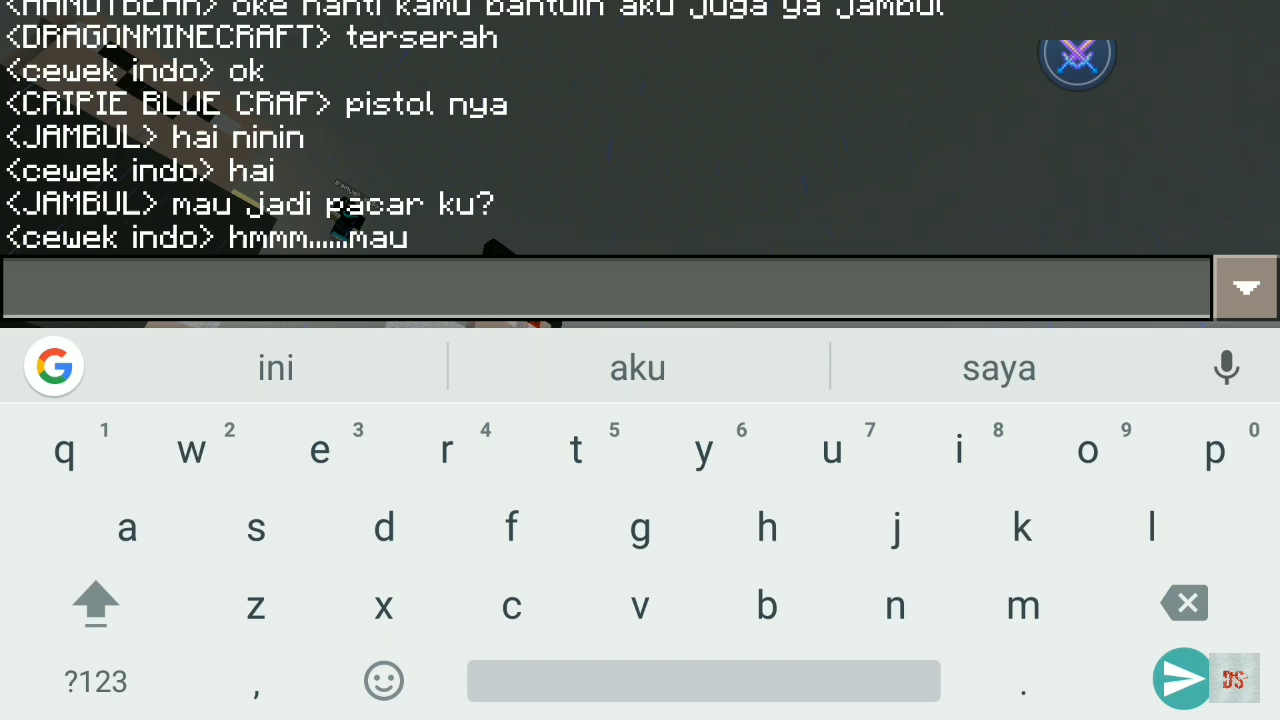 <HANDTBEAR> oke nanti kamu bantuin aku juga ya jambul
<DRAGONMINECRAFT> terserah
<cewek indo> ok
<CRIPIE BLUE CRAF> pistol nya
<JAMBUL> hai ninin
<cewek indo> hai
<JAMBUL> mau jadi pacar ku?
<cewek indo> hmmm......mau
ini aku saya
q 1 w 2 e 3 r 4 t 5 y 6 u 7 i 8 o 9 p 0
a s d f g h j k l
z x c v b n m
?123 , .
DS